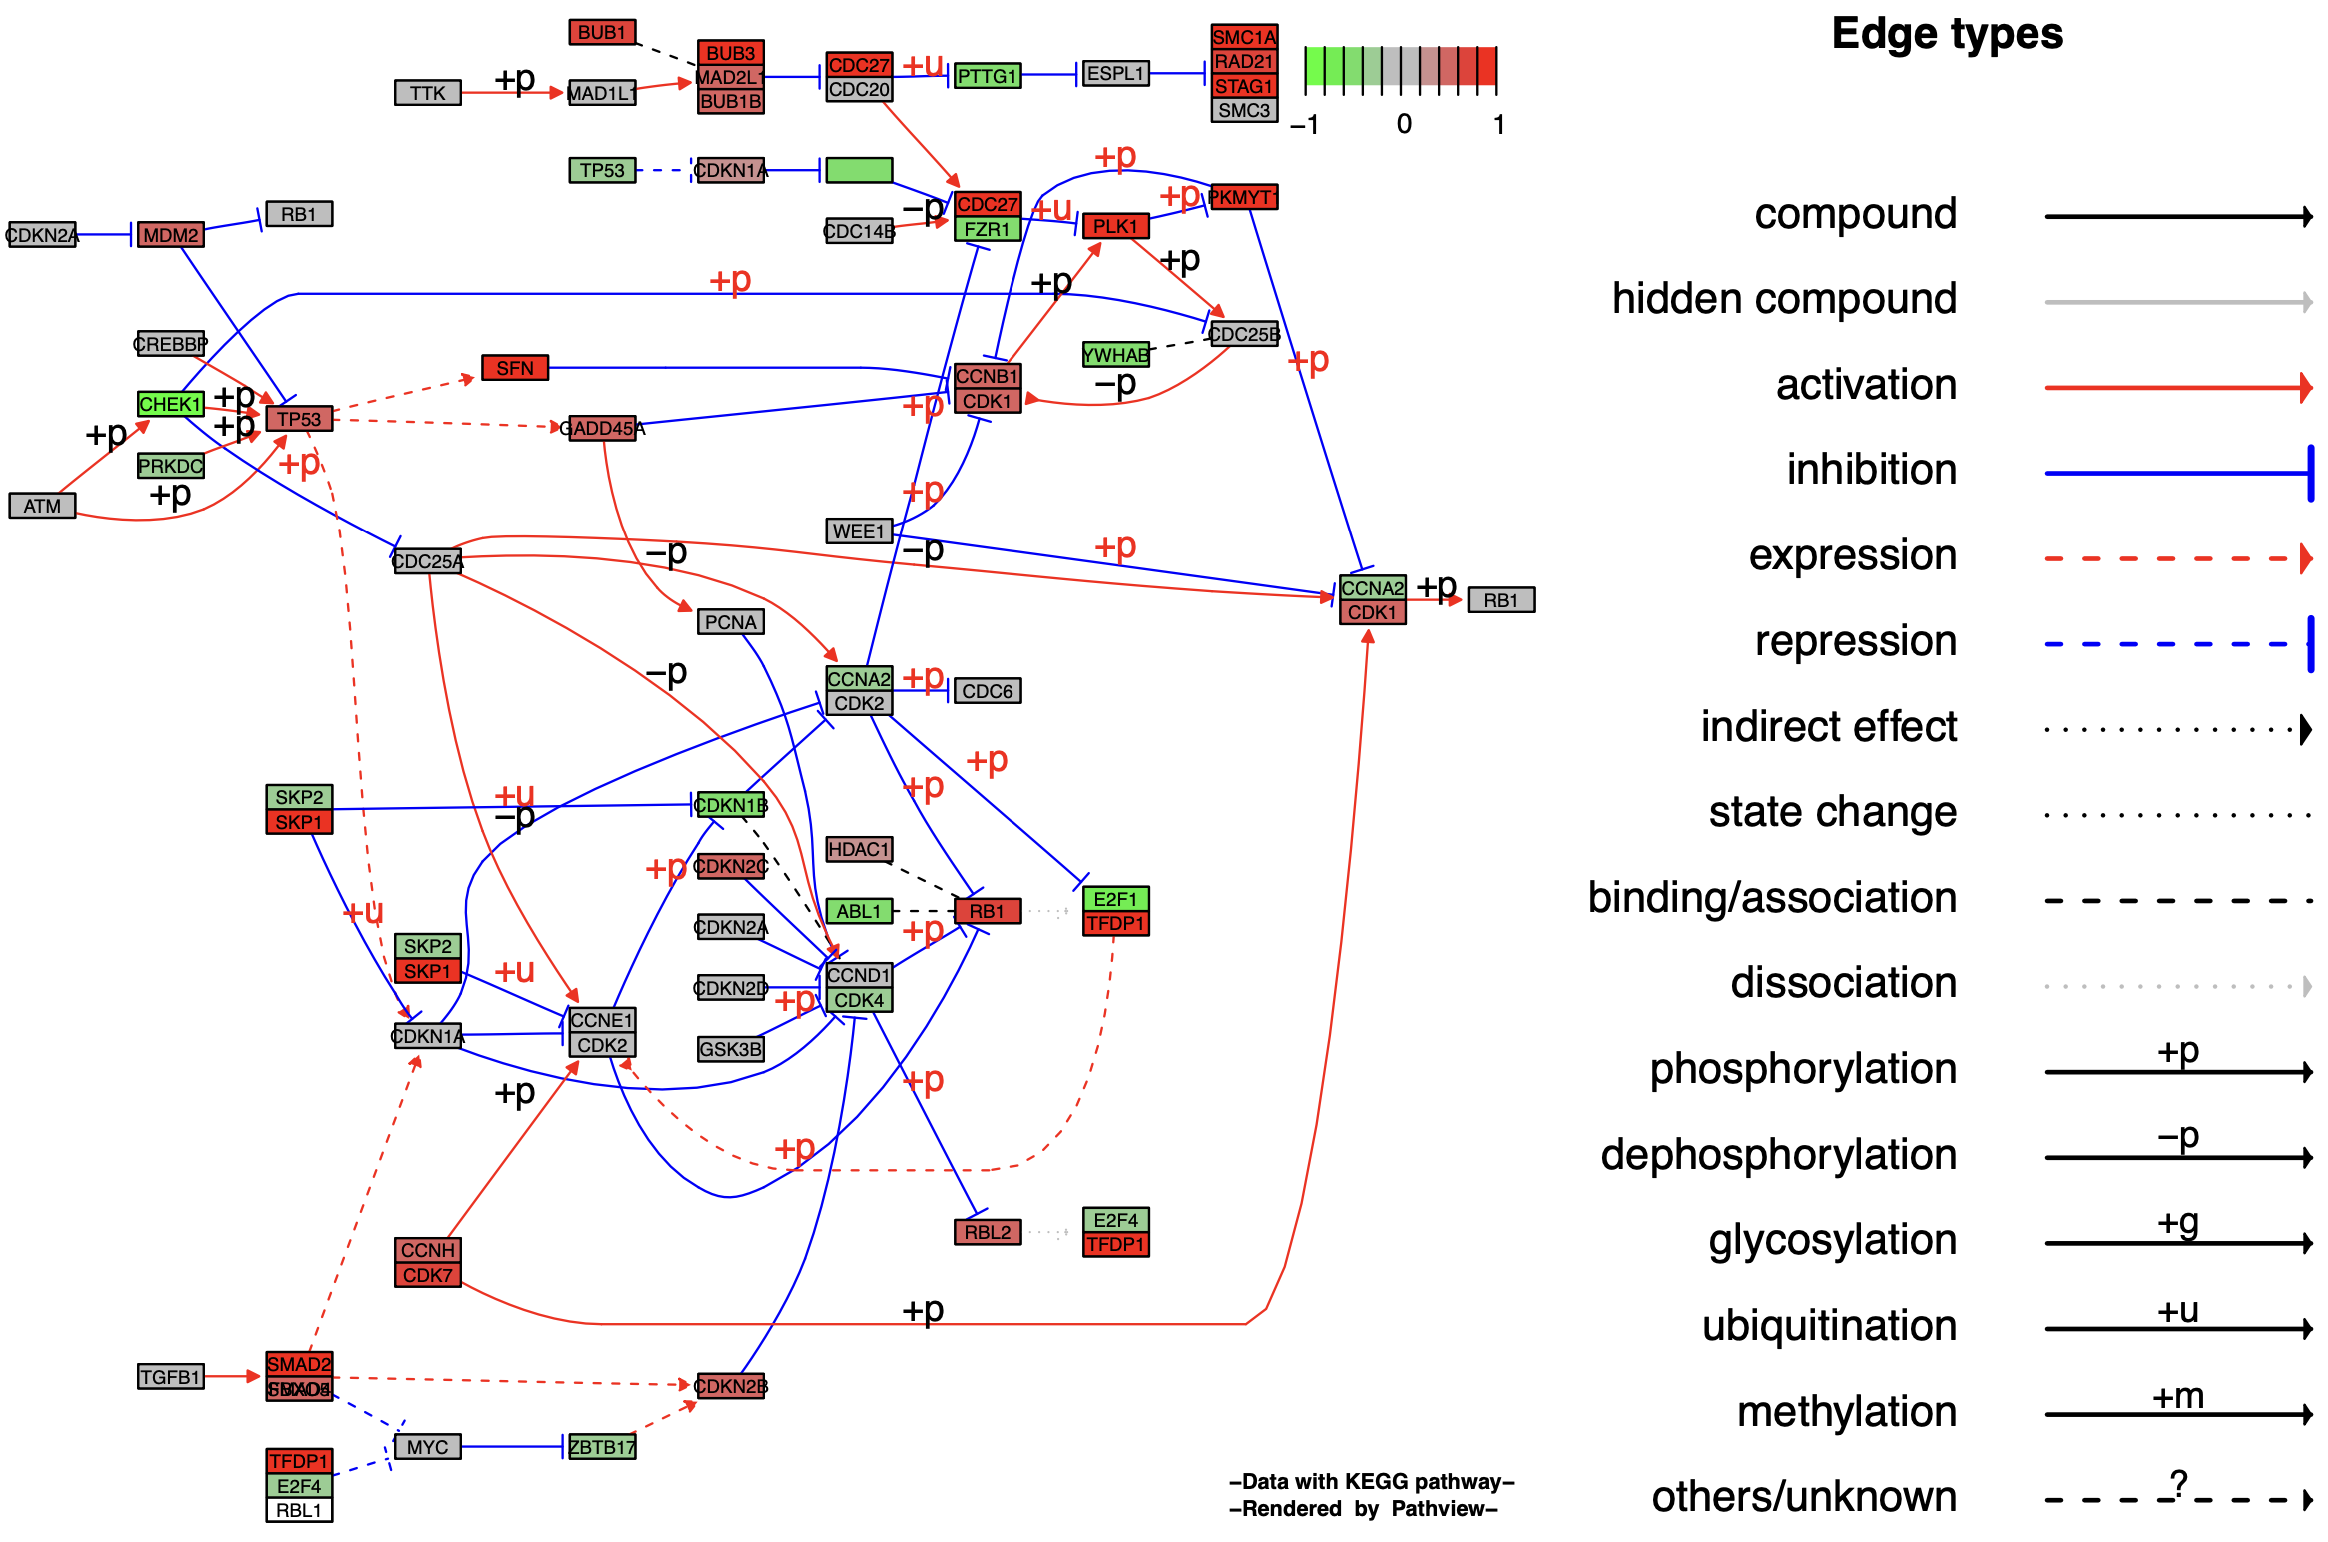 Edge types
BUB1
BUB3
MAD2L1
BUB1B
TTK
+p
MAD1L1
CDC27
CDC20
+u
PTTG1
ESPL1
SMC1A
RAD21
STAG1
SMC3
−1
0
1
TP53
CDKN1A
CDC14B
−p
CDC27
FZR1
+u
PLK1
+p
+p
PKMYT1
CDKN2A
MDM2
RB1
+p
+p
+p
CDC25B
YWHAB
−p
+p
CREBBP
CHEK1
+p
+p
TP53
PRKDC
+p
+p
+p
ATM
SFN
GADD45A
CCNB1
CDK1
+p
+p
WEE1
−p
+p
CDC25A
−p
PCNA
−p
CCNA2
CDK1
+p
RB1
CCNA2
CDK2
+p
CDC6
+p
+p
SKP2
SKP1
+u
−p
CDKN1B
+p
CDKN2C
HDAC1
ABL1
RB1
E2F1
TFDP1
+u
CDKN2A
+p
SKP2
SKP1
+u
CDKN2D
CCND1
CDK4
+p
CDKN1A
CCNE1
CDK2
GSK3B
+p
+p
+p
RBL2
E2F4
TFDP1
CCNH
CDK7
+p
TGFB1
SMAD2
CDKN2B
MYC
ZBTB17
TFDP1
E2F4
RBL1
−Data with KEGG pathway−
−Rendered by Pathview−
compound
hidden compound
activation
inhibition
expression
repression
indirect effect
state change
binding/association
dissociation
phosphorylation +p
dephosphorylation −p
glycosylation +g
ubiquitination +u
methylation +m
others/unknown ?